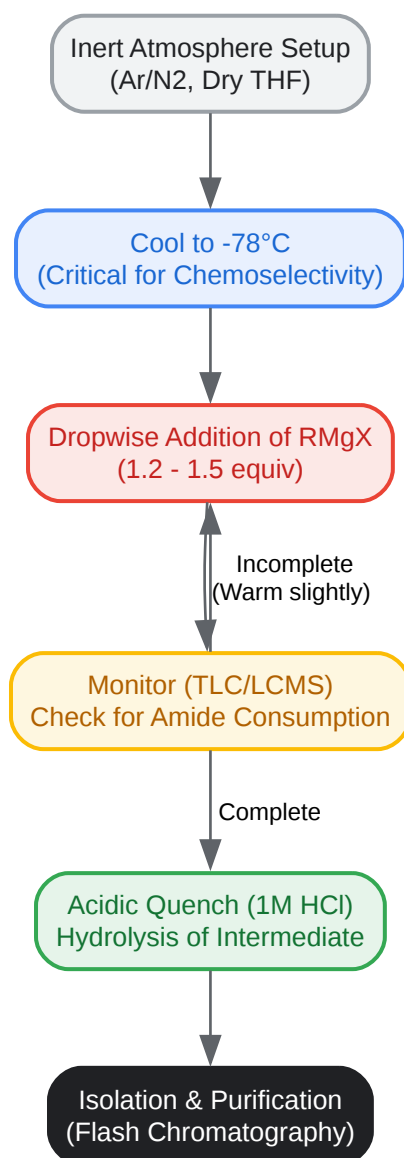 Inert Atmosphere Setup
(Ar/N2, Dry THF)
Cool to -78°C
(Critical for Chemoselectivity)
Dropwise Addition of RMgX
(1.2 - 1.5 equiv)
Incomplete
(Warm slightly)
Monitor (TLC/LCMS)
Check for Amide Consumption
Complete
Acidic Quench (1M HCl)
Hydrolysis of Intermediate
Isolation & Purification
(Flash Chromatography)